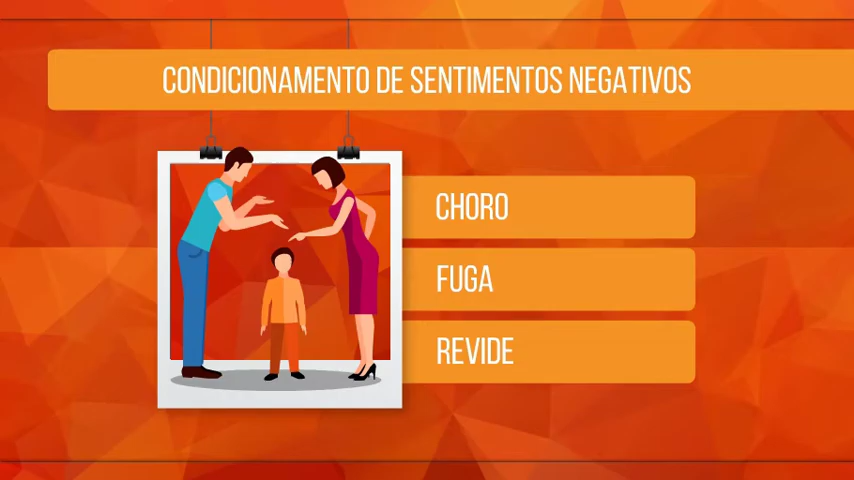 CONDICIONAMENTO DE SENTIMENTOS NEGATIVOS
CHORO
FUGA
REVIDE